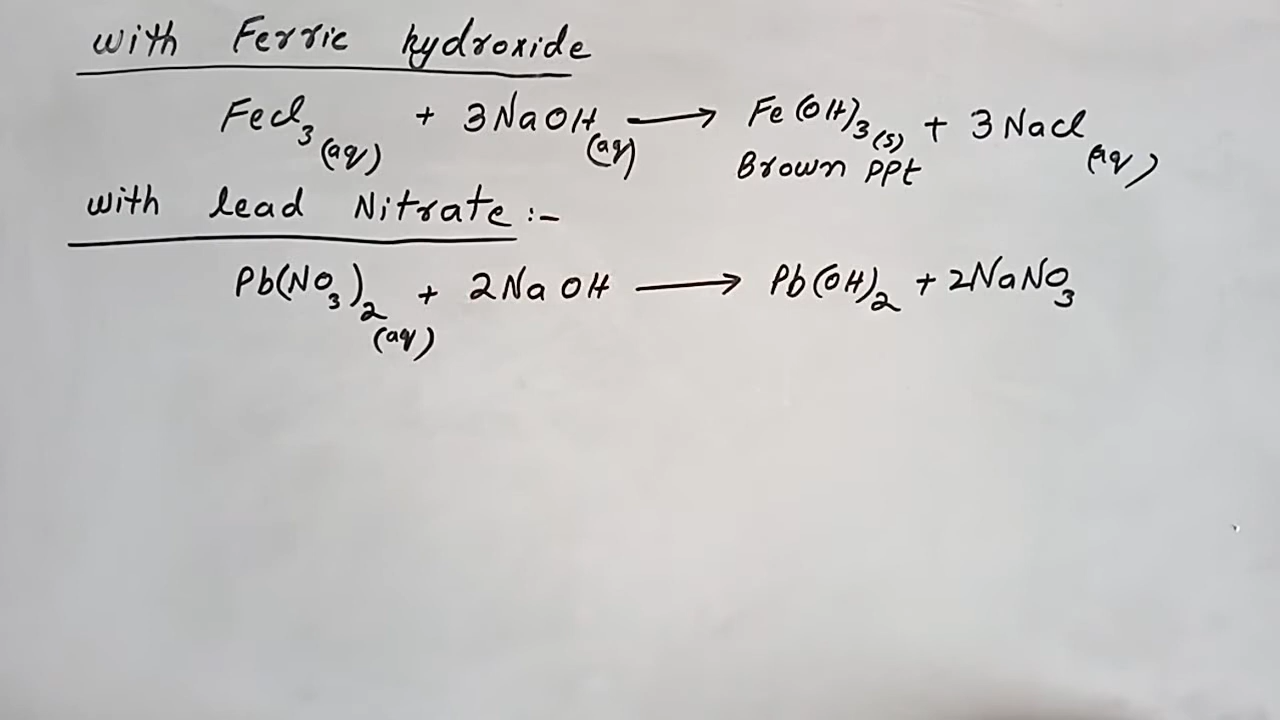 with Ferric hydroxide
FeCl3(aq) + 3NaOH(aq) ⟶ Fe(OH)3(s) + 3NaCl(aq)
Brown ppt
with lead Nitrate :-
Pb(NO3)2(aq) + 2NaOH ⟶ Pb(OH)2 + 2NaNO3